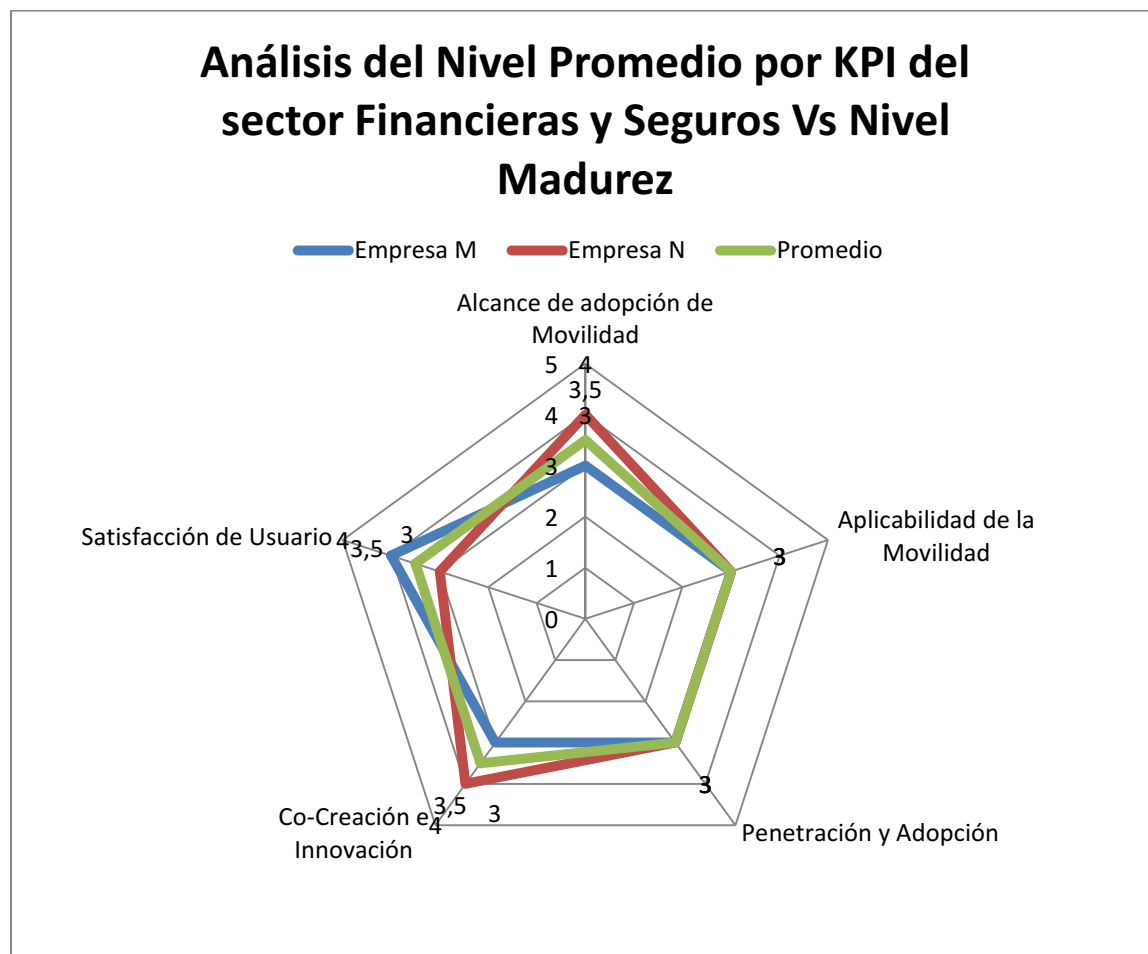 Análisis del Nivel Promedio por KPI del
sector Financieras y Seguros Vs Nivel
Madurez
Empresa M Empresa N Promedio
Alcance de adopción de
Movilidad
5 4
3,5
4 3
3
2
1
0
Aplicabilidad de la
Movilidad
3
Satisfacción de Usuario
4 3,5 3
Co-Creación e
Innovación
3,5 3
4
3
Penetración y Adopción